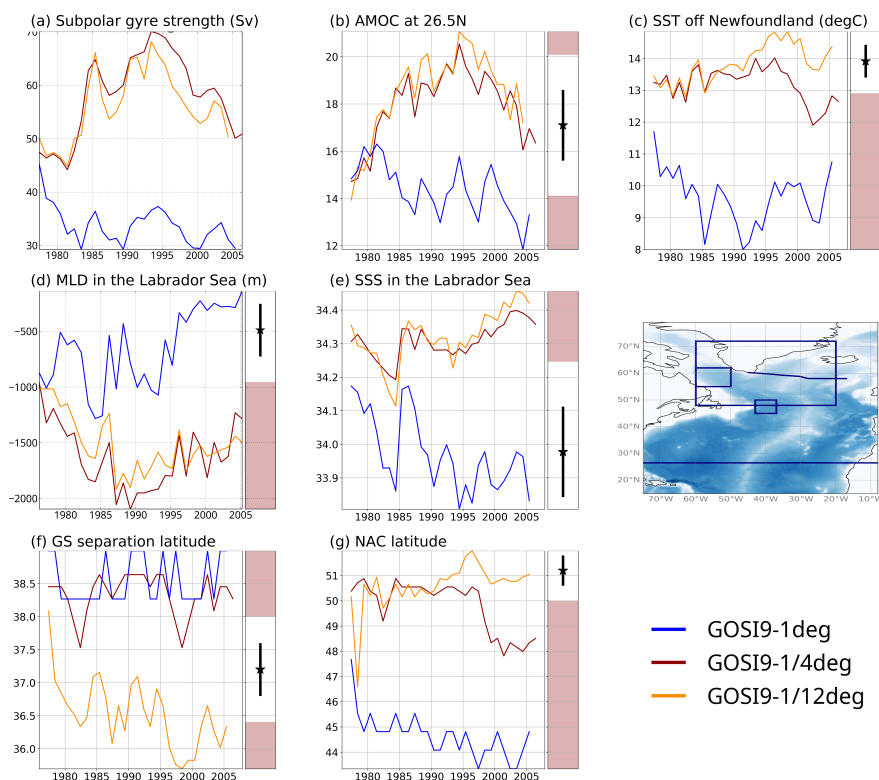 (a) Subpolar gyre strength (Sv)
70
60
50
40
30
1980 1985 1990 1995 2000 2005
(b) AMOC at 26.5N
20
18
16
14
12
1980 1985 1990 1995 2000 2005
(c) SST off Newfoundland (degC)
14
13
12
11
10
9
8
1980 1985 1990 1995 2000 2005
(d) MLD in the Labrador Sea (m)
−500
−1000
−1500
−2000
1980 1985 1990 1995 2000 2005
(e) SSS in the Labrador Sea
34.4
34.3
34.2
34.1
34.0
33.9
1980 1985 1990 1995 2000 2005
70°N
60°N
50°N
40°N
30°N
20°N
70°W 60°W 50°W 40°W 30°W 20°W 10°W
(f) GS separation latitude
38.5
38.0
37.5
37.0
36.5
36.0
1980 1985 1990 1995 2000 2005
(g) NAC latitude
51
50
49
48
47
46
45
44
1980 1985 1990 1995 2000 2005
GOSI9-1deg
GOSI9-1/4deg
GOSI9-1/12deg